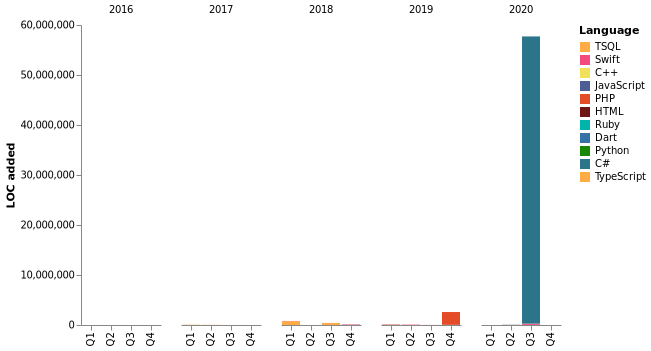 2016 2017 2018 2019 2020
60,000,000
50,000,000
40,000,000
30,000,000
20,000,000
10,000,000
0
LOC added
Q1 Q2 Q3 Q4 Q1 Q2 Q3 Q4 Q1 Q2 Q3 Q4 Q1 Q2 Q3 Q4 Q1 Q2 Q3 Q4
Language
TSQL
Swift
C++
JavaScript
PHP
HTML
Ruby
Dart
Python
C#
TypeScript